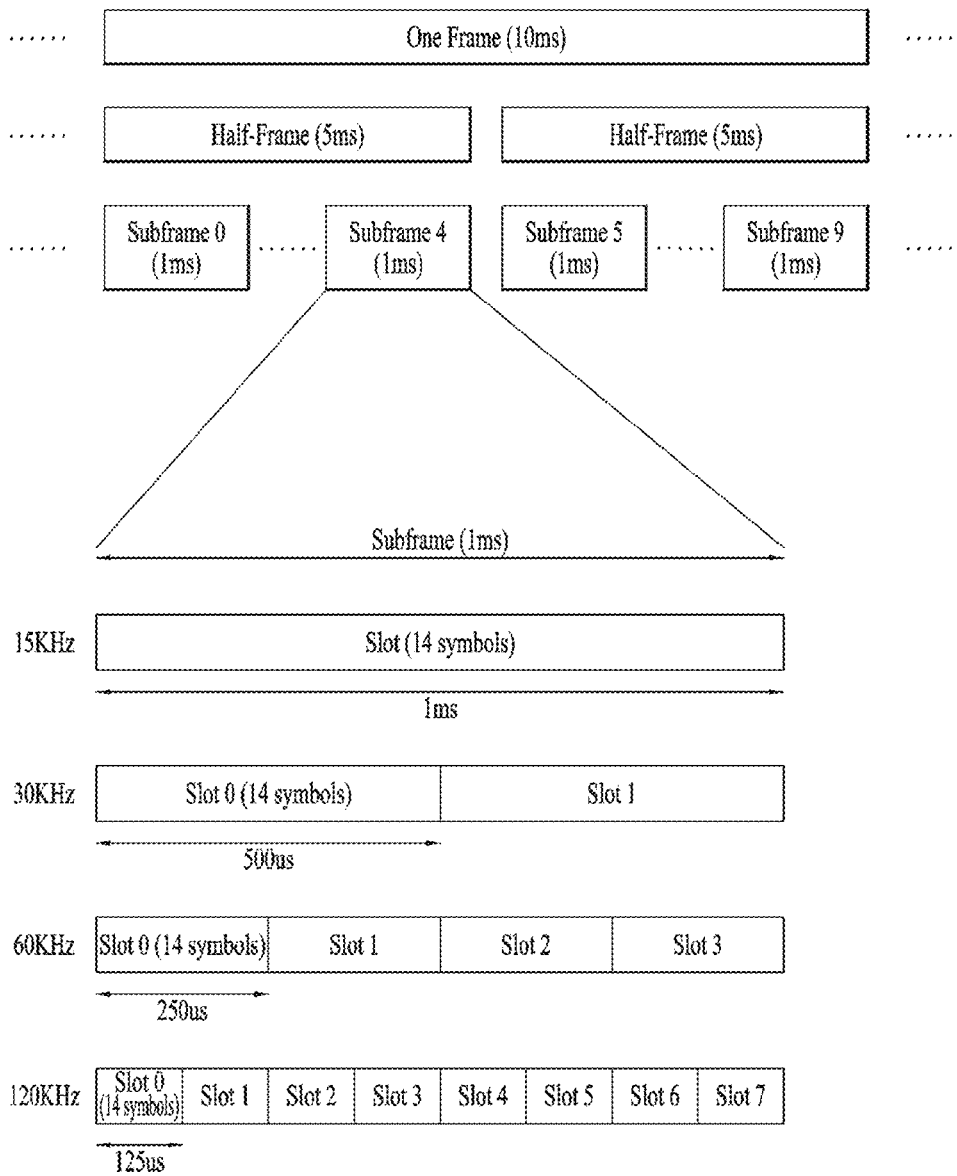 ...... One Frame (10ms) ......
...... Half-Frame (5ms) Half-Frame (5ms) ......
Subframe 0 Subframe 4 Subframe 5 Subframe 9
...... (1ms) ...... (1ms) (1ms) ...... (1ms) ......
Subframe (1ms)
15KHz Slot (14 symbols)
1ms
30KHz Slot 0 (14 symbols) Slot 1
500us
60KHz Slot 0 (14 symbols) Slot 1 Slot 2 Slot 3
250us
120KHz Slot 0 (14 symbols) Slot 1 Slot 2 Slot 3 Slot 4 Slot 5 Slot 6 Slot 7
125us